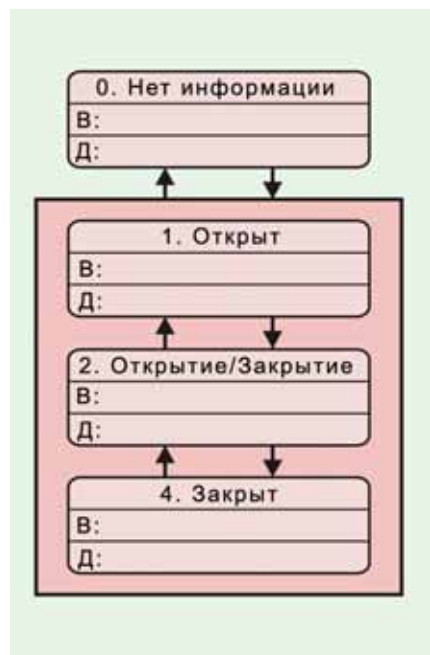 0. Нет информации
В:
Д:
1. Открыт
В:
Д:
2. Открытие/Закрытие
В:
Д:
4. Закрыт
В:
Д: